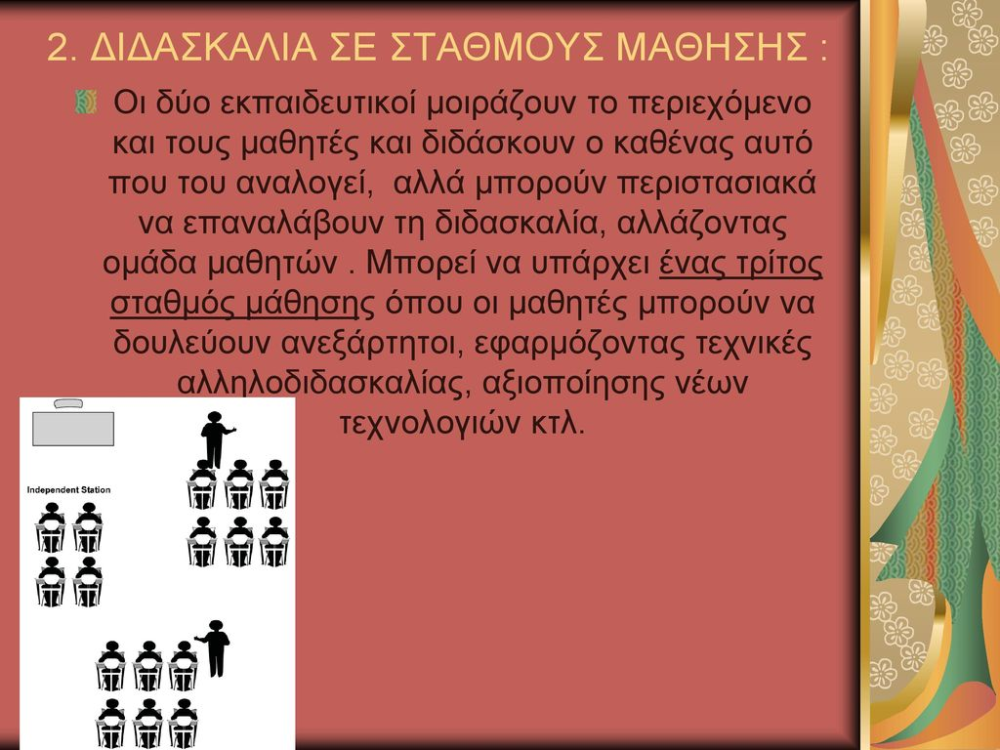 2. ΔΙΔΑΣΚΑΛΙΑ ΣΕ ΣΤΑΘΜΟΥΣ ΜΑΘΗΣΗΣ :
Οι δύο εκπαιδευτικοί μοιράζουν το περιεχόμενο
και τους μαθητές και διδάσκουν ο καθένας αυτό
που του αναλογεί, αλλά μπορούν περιστασιακά
να επαναλάβουν τη διδασκαλία, αλλάζοντας
ομάδα μαθητών . Μπορεί να υπάρχει ένας τρίτος
σταθμός μάθησης όπου οι μαθητές μπορούν να
δουλεύουν ανεξάρτητοι, εφαρμόζοντας τεχνικές
αλληλοδιδασκαλίας, αξιοποίησης νέων
τεχνολογιών κτλ.
Independent Station